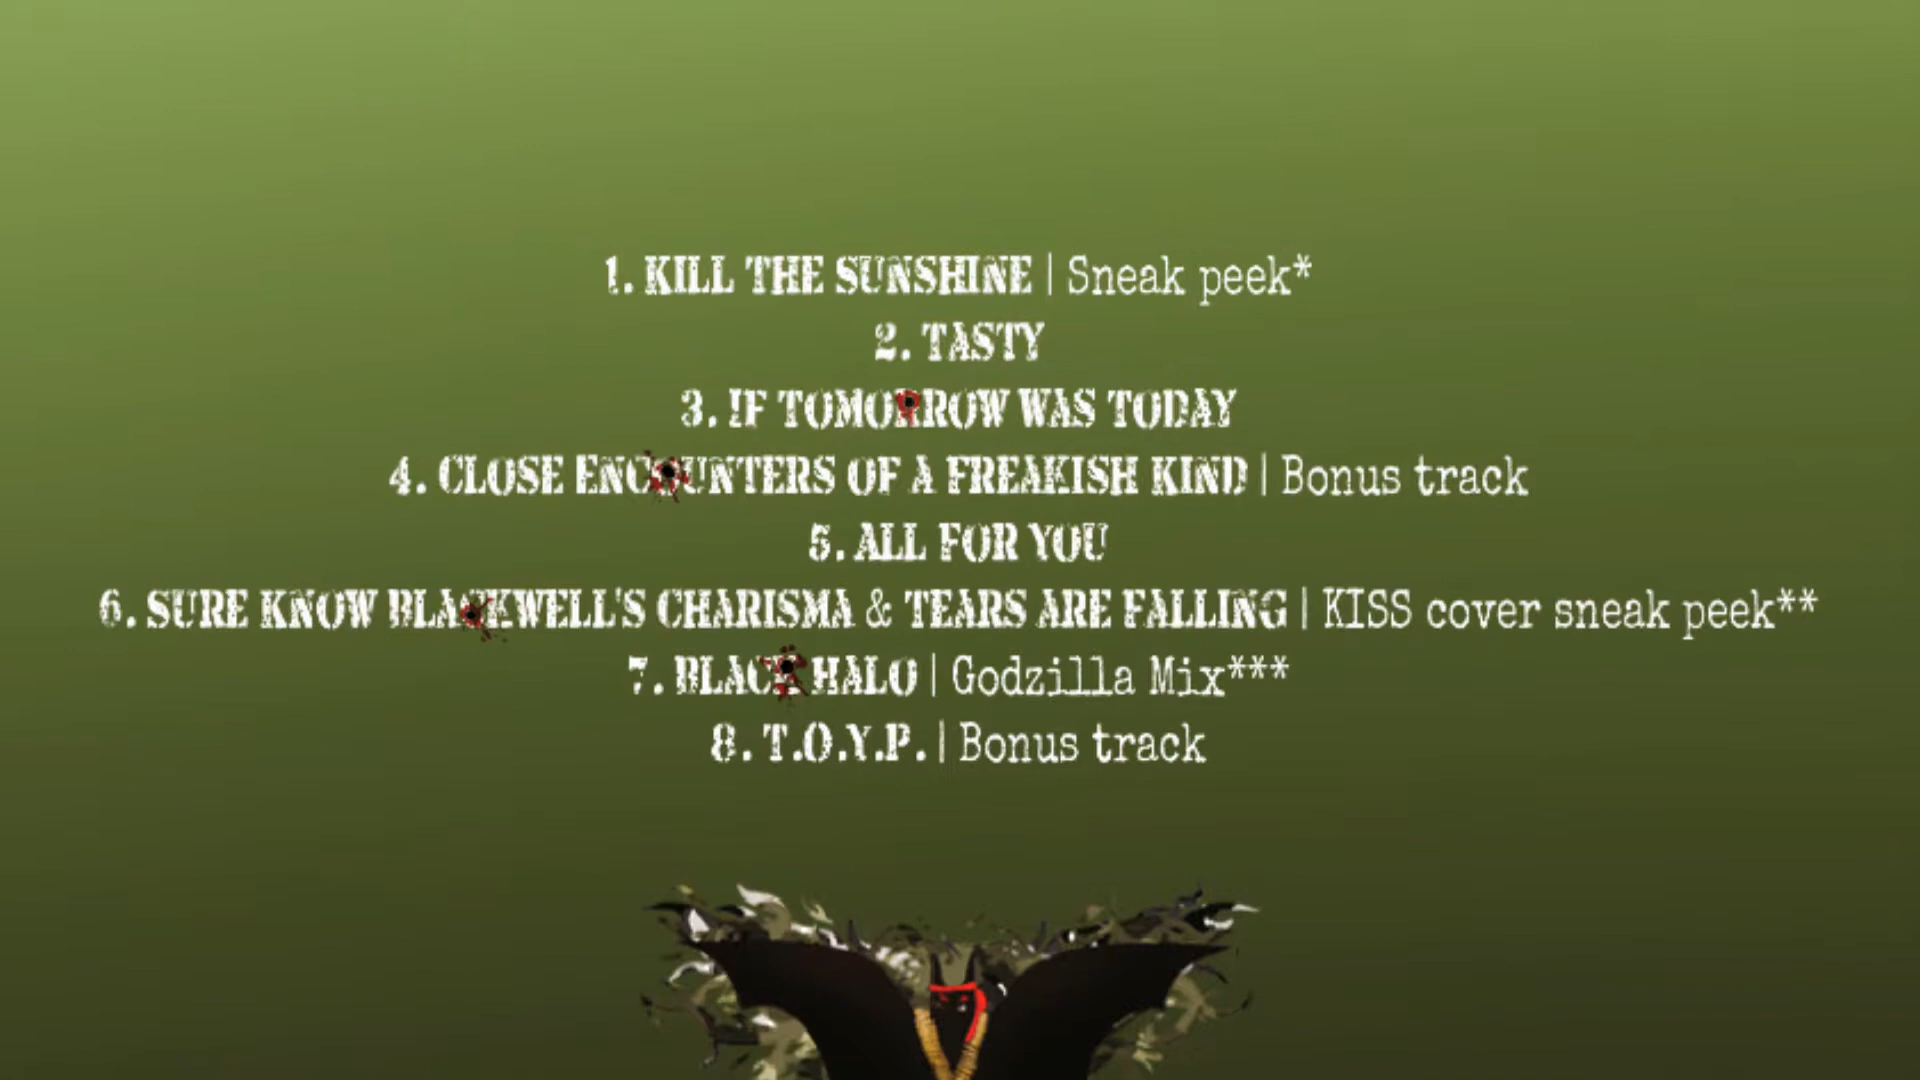 1. KILL THE SUNSHINE | Sneak peek*
2. TASTY
3. IF TOMORROW WAS TODAY
4. CLOSE ENCOUNTERS OF A FREAKISH KIND | Bonus track
5. ALL FOR YOU
6. SURE KNOW BLACKWELL'S CHARISMA & TEARS ARE FALLING | KISS cover sneak peek**
7. BLACK HALO | Godzilla Mix***
8. T.O.Y.P. | Bonus track